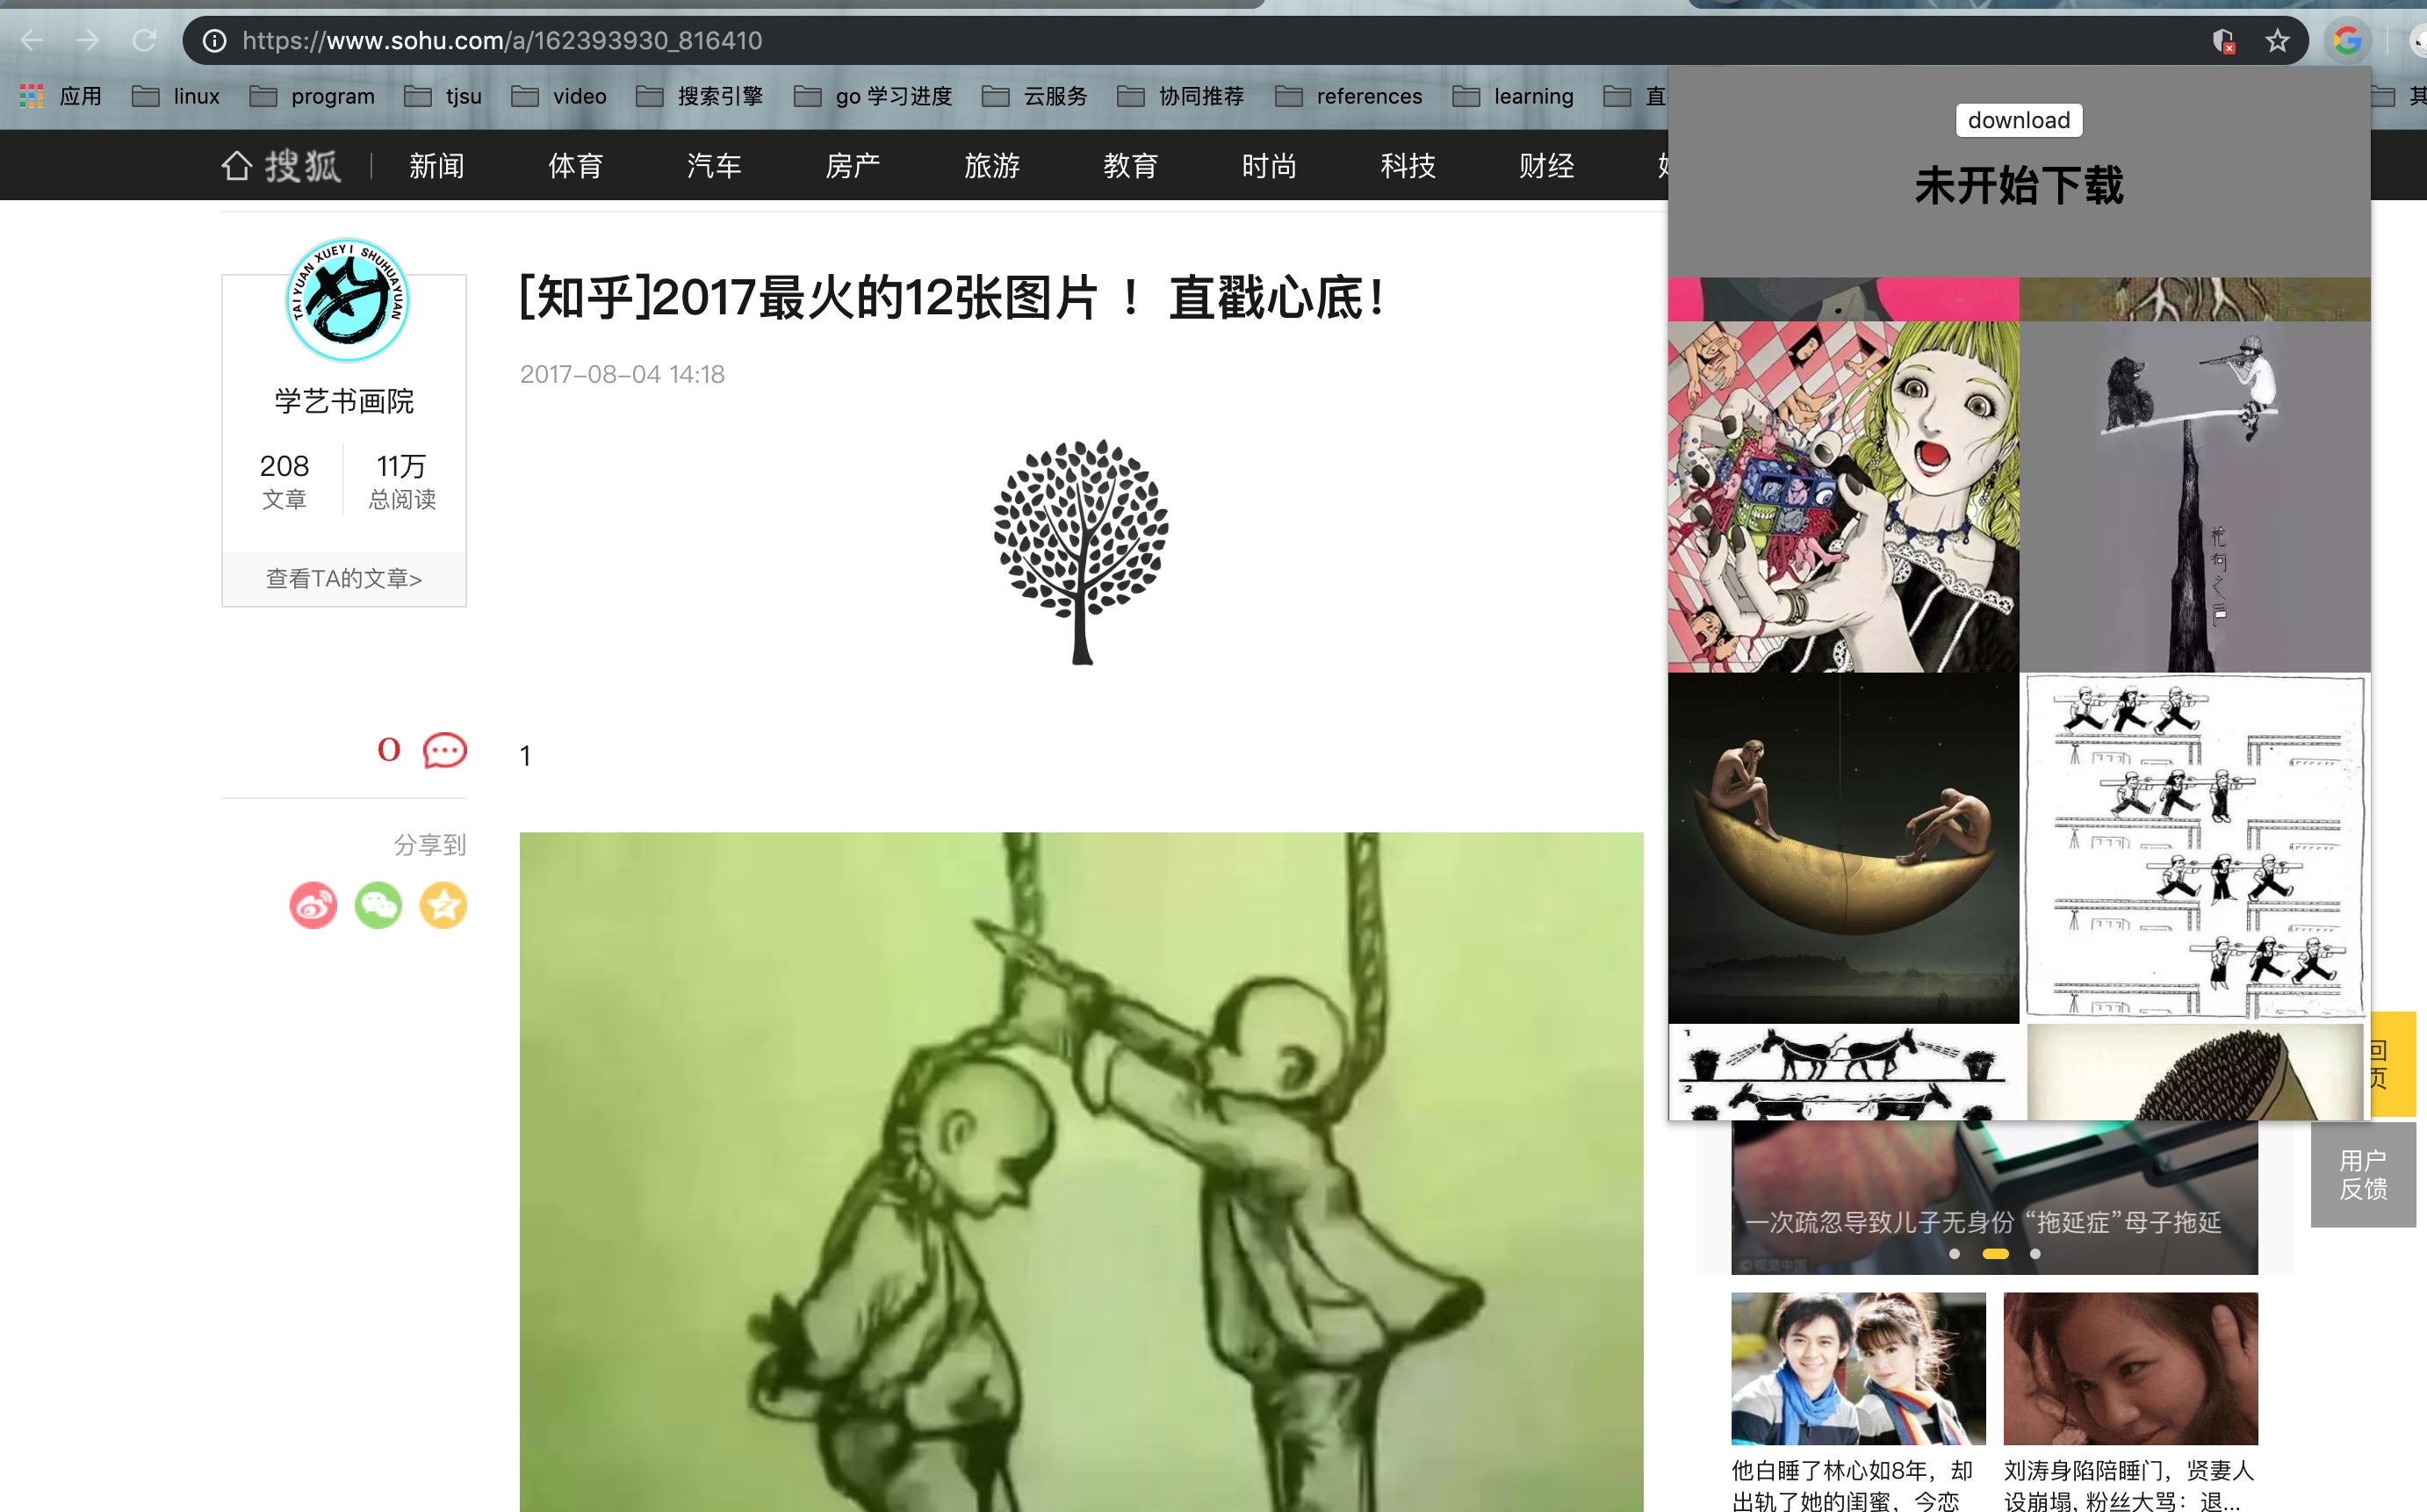 https://www.sohu.com/a/162393930_816410
应用
linux
program
tjsu
video
搜索引擎
go 学习进度
云服务
协同推荐
references
learning
直
其
搜狐
新闻
体育
汽车
房产
旅游
教育
时尚
科技
财经
download
未开始下载
TAIYUAN XUEYI SHUHUAYUAN
学艺书画院
208
文章
11万
总阅读
查看TA的文章>
[知乎]2017最火的12张图片 ！直戳心底！
2017-08-04 14:18
0
1
分享到
1
2
回
页
用户
反馈
一次疏忽导致儿子无身份 “拖延症”母子拖延
©视觉中国
他白睡了林心如8年，却
出轨了她的闺蜜，今恋
刘涛身陷陪睡门，贤妻人
设崩塌, 粉丝大骂：退...